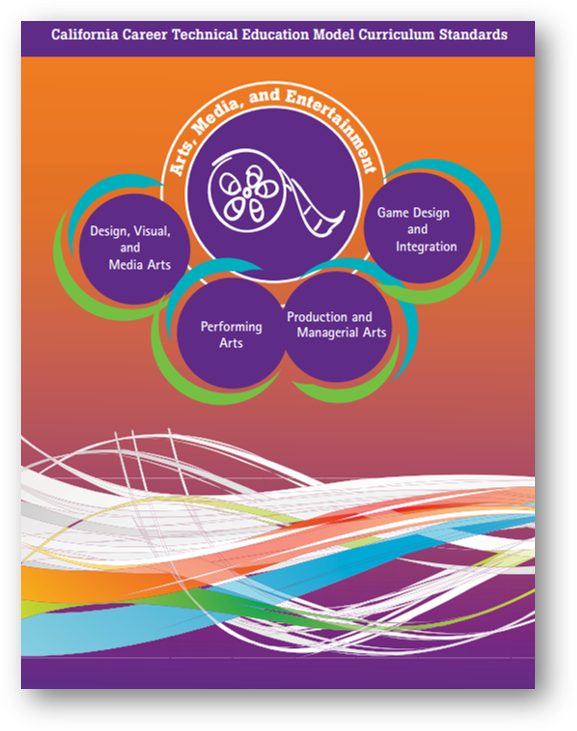 California Career Technical Education Model Curriculum Standards
Arts, Media, and Entertainment
Design, Visual,
and
Media Arts
Performing
Arts
Production and
Managerial Arts
Game Design
and
Integration